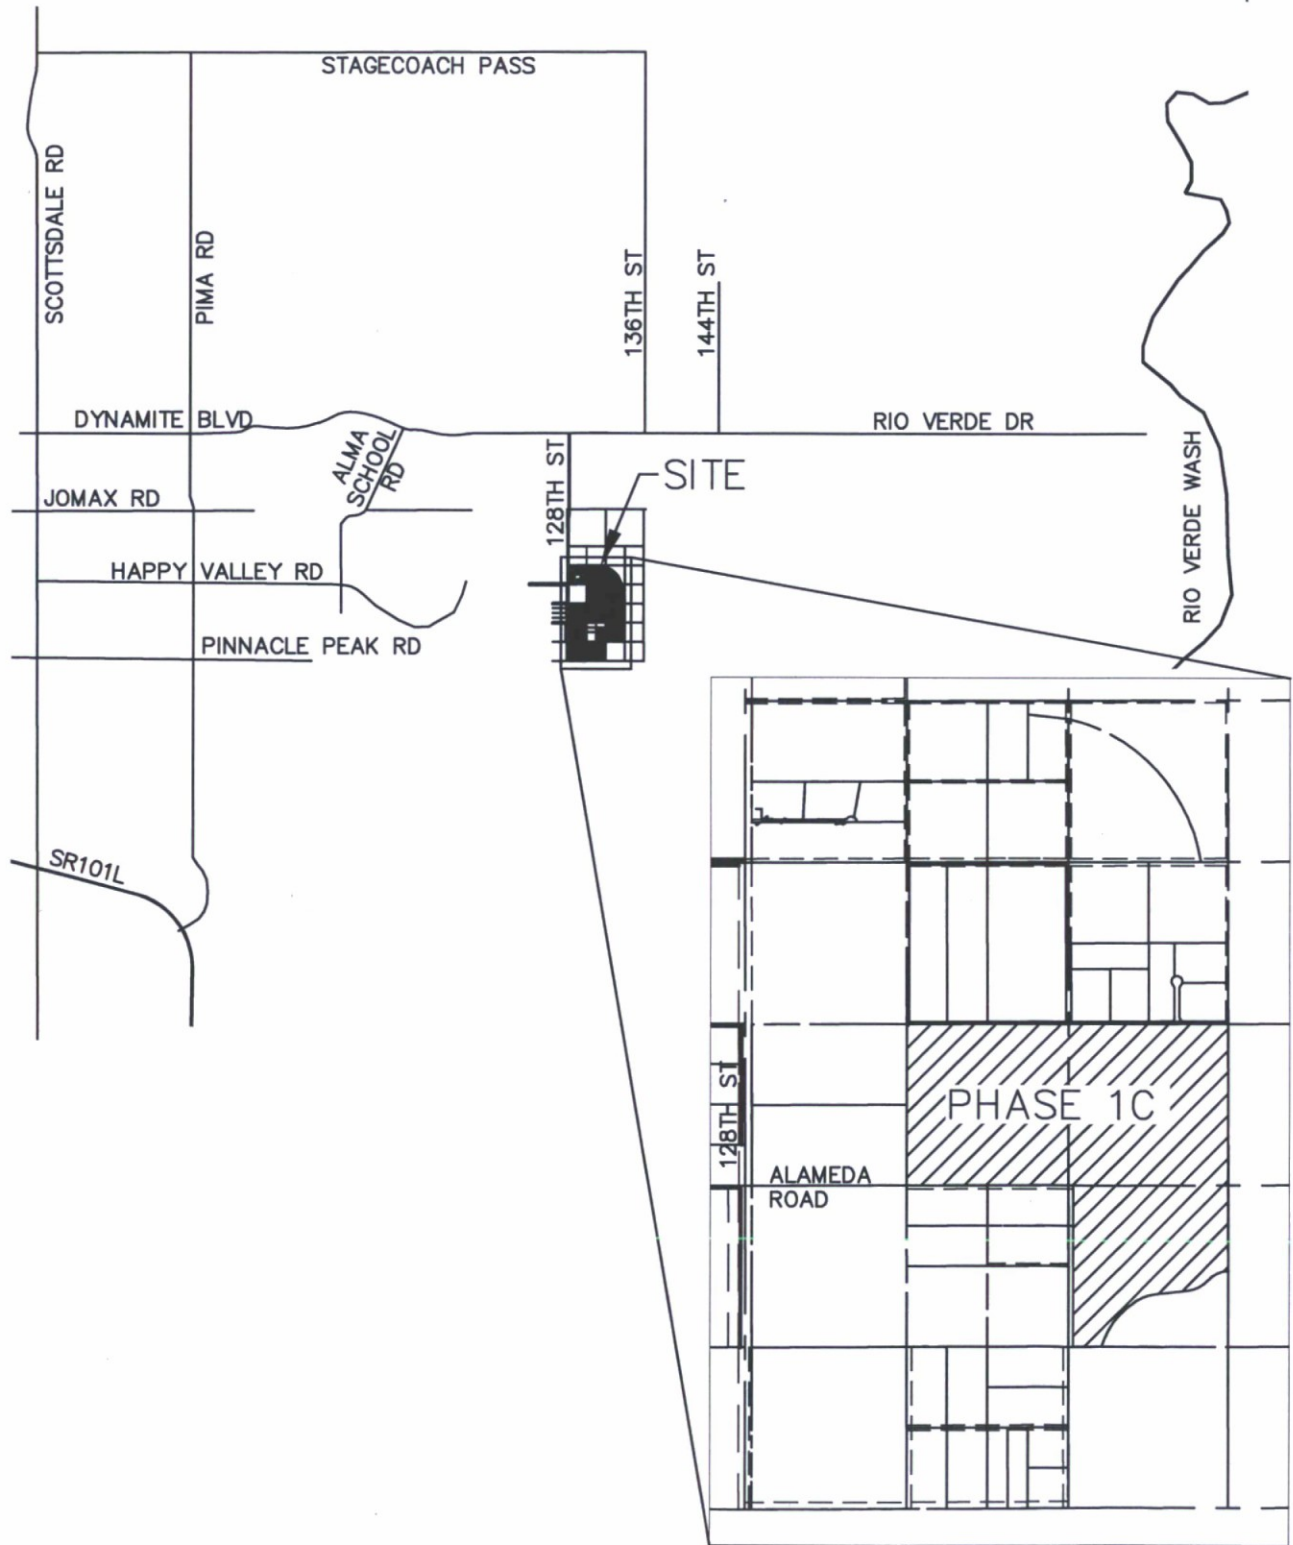 STAGECOACH PASS
SCOTTSDALE RD
PIMA RD
136TH ST
144TH ST
DYNAMITE BLVD
RIO VERDE DR
ALMA
SCHOOL
RD
128TH ST
SITE
JOMAX RD
RIO VERDE WASH
HAPPY VALLEY RD
PINNACLE PEAK RD
SR101L
128TH ST
PHASE 1C
ALAMEDA
ROAD